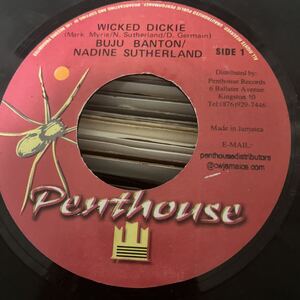 WICKED DICKIE
(Mark Myrie/N. Sutherland/D. Germain)
BUJU BANTON/
NADINE SUTHERLAND
SIDE 1
Distributed by:
Penthouse Records
6 Ballater Avenue
Kingston 10
Tel:(876)929-7446
Made in Jamaica
E-MAIL:
penthousedistributors
@cwjamaica.com
Penthouse